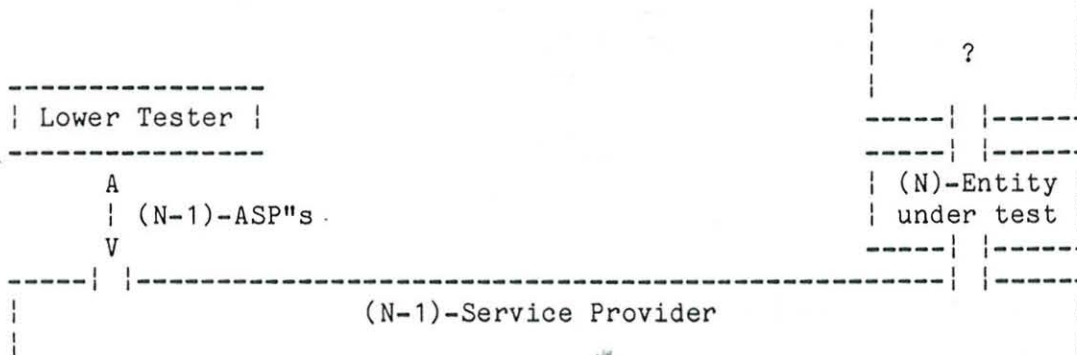 ?
Lower Tester
A
(N-1)-ASP"s
V
(N)-Entity
under test
(N-1)-Service Provider